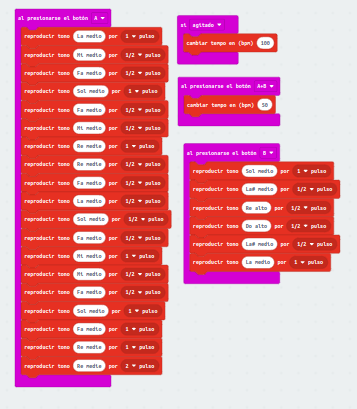 al presionarse el botón A
reproducir tono La medio por 1 pulso
reproducir tono Mi medio por 1/2 pulso
reproducir tono Fa medio por 1/2 pulso
reproducir tono Sol medio por 1 pulso
reproducir tono Fa medio por 1/2 pulso
reproducir tono Mi medio por 1/2 pulso
reproducir tono Re medio por 1 pulso
reproducir tono Re medio por 1/2 pulso
reproducir tono Fa medio por 1/2 pulso
reproducir tono La medio por 1/2 pulso
reproducir tono Sol medio por 1/2 pulso
reproducir tono Fa medio por 1/2 pulso
reproducir tono Mi medio por 1 pulso
reproducir tono Mi medio por 1/2 pulso
reproducir tono Fa medio por 1/2 pulso
reproducir tono Sol medio por 1 pulso
reproducir tono Fa medio por 1 pulso
reproducir tono Re medio por 1 pulso
reproducir tono Re medio por 2 pulso
si agitado
cambiar tempo en (bpm) 100
al presionarse el botón A+B
cambiar tempo en (bpm) 50
al presionarse el botón B
reproducir tono Sol medio por 1 pulso
reproducir tono La# medio por 1/2 pulso
reproducir tono Re alto por 1/2 pulso
reproducir tono Do alto por 1/2 pulso
reproducir tono La# medio por 1/2 pulso
reproducir tono La medio por 1 pulso